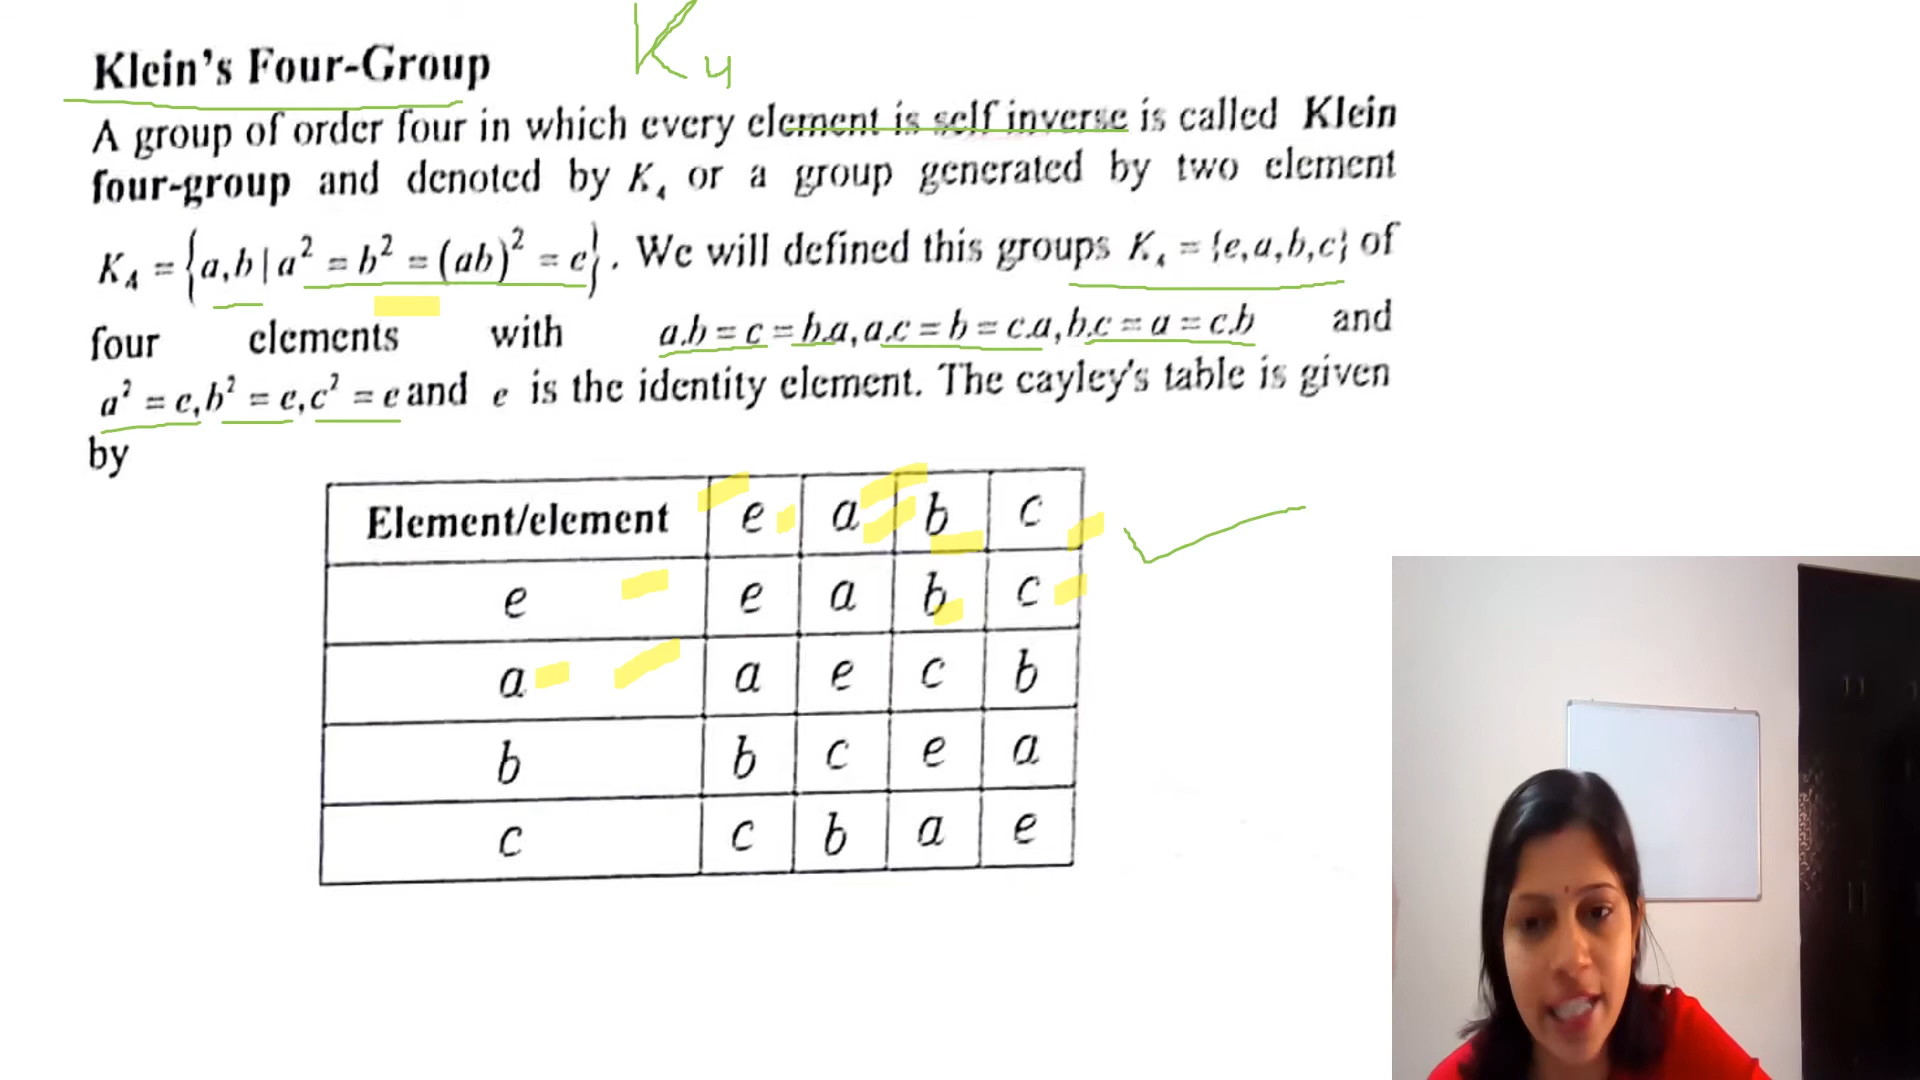 K₄
Klein's Four-Group
A group of order four in which every element is self inverse is called Klein
four-group and denoted by K₄ or a group generated by two element
K₄ = {a,b | a² = b² = (ab)² = e}. We will defined this groups K₄ = {e,a,b,c} of
four elements with a.b = c = b.a, a.c = b = c.a, b.c = a = c.b and
a² = e, b² = e, c² = e and e is the identity element. The cayley's table is given
by
Element/element e a b c
e e a b c
a a e c b
b b c e a
c c b a e